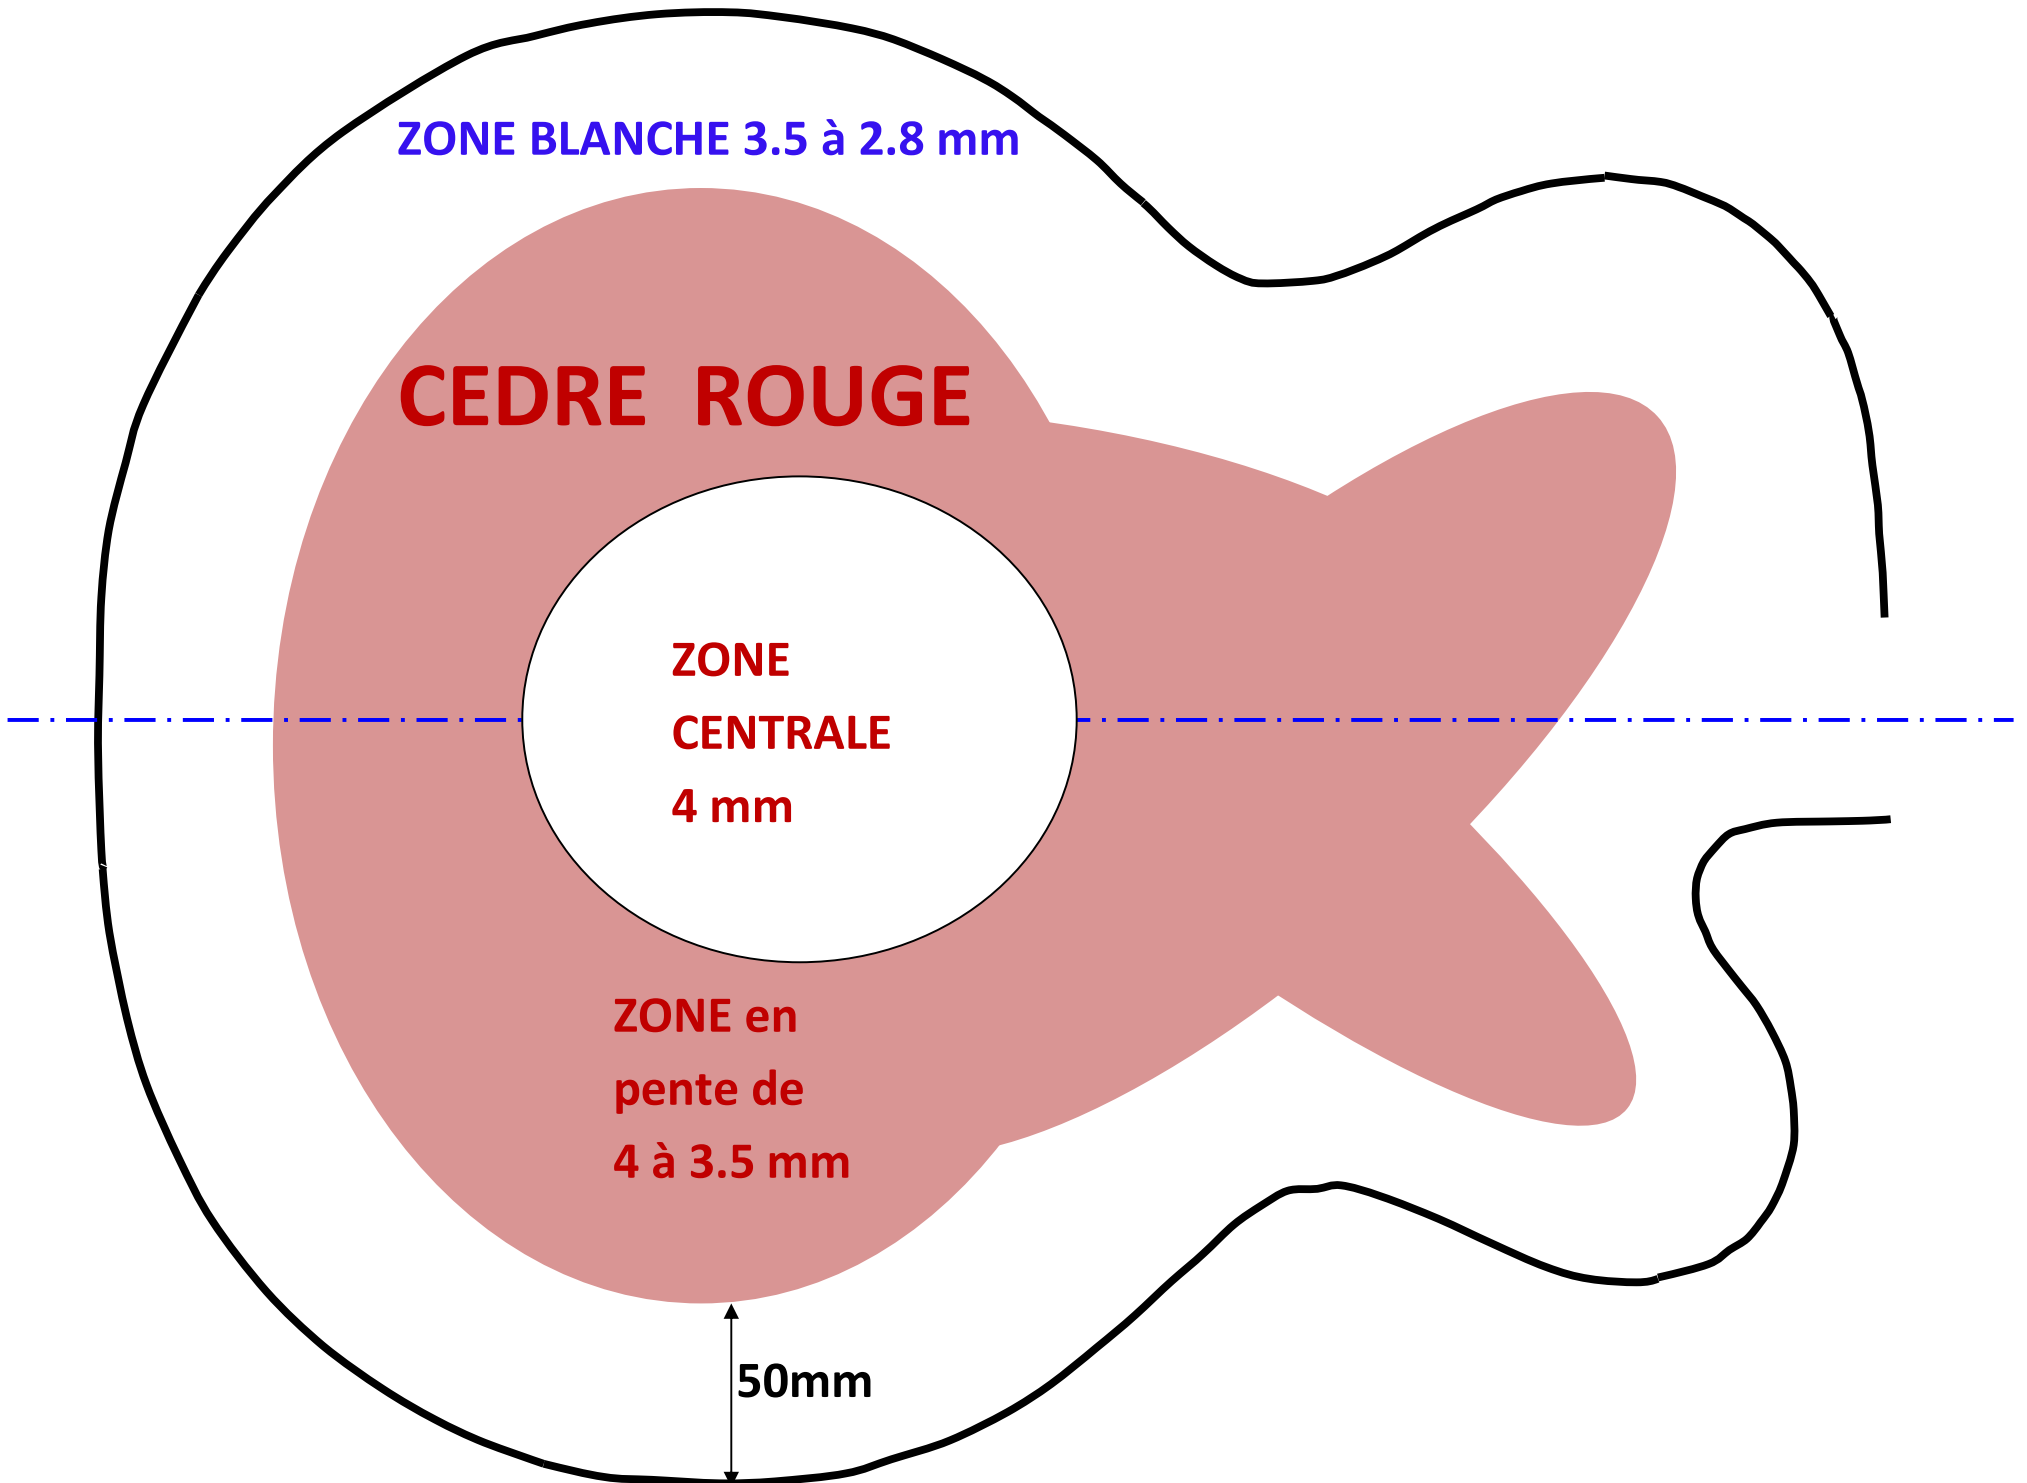 ZONE BLANCHE 3.5 à 2.8 mm
CEDRE ROUGE
ZONE
CENTRALE
4 mm
ZONE en
pente de
4 à 3.5 mm
50mm